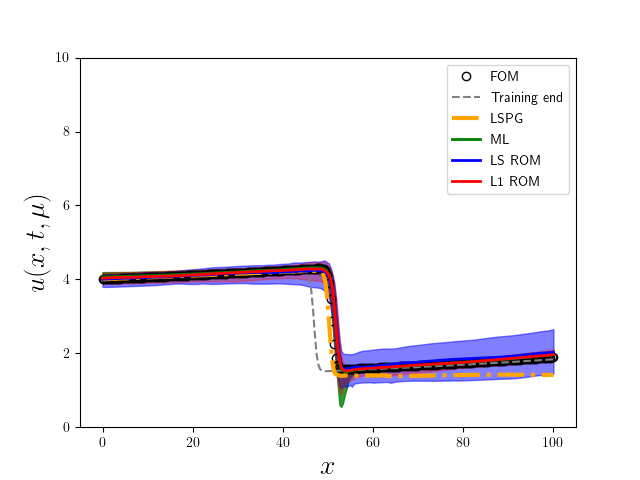 10
8
6
4
2
0
u(x, t, μ)
0 20 40 60 80 100
x
FOM
Training end
LSPG
ML
LS ROM
L1 ROM